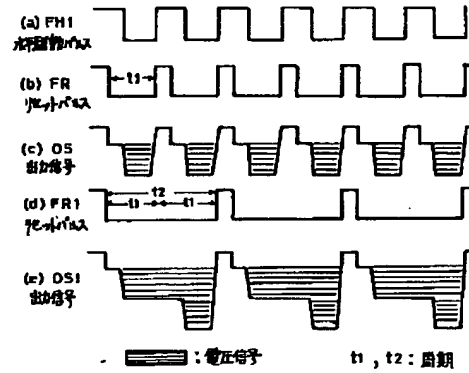 (a) FH1
水平転送パルス
(b) FR
リセットパルス
t1
(c) OS
出力信号
t2
(d) FR1
t1
t1
リセットパルス
(e) OS1
出力信号
:電圧信号
t1 , t2 : 周期